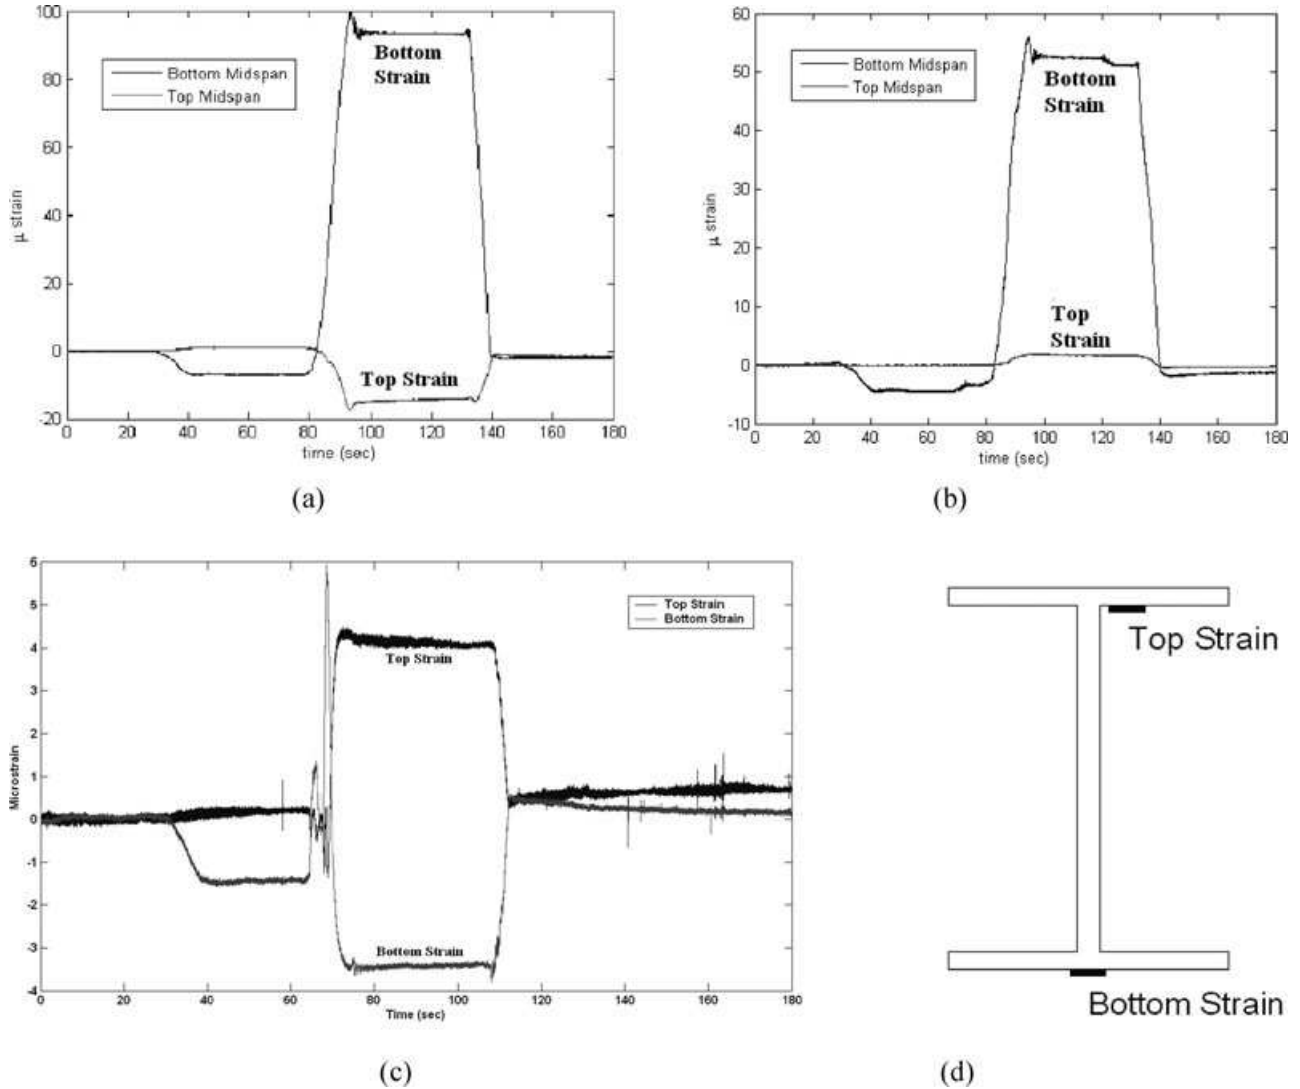 100
80
60
40
20
0
-20
μ strain
Bottom Midspan
Top Midspan
Bottom
Strain
Top Strain
0 20 40 60 80 100 120 140 160 180
time (sec)
(a)
60
50
40
30
20
10
0
-10
μ strain
Bottom Midspan
Top Midspan
Bottom
Strain
Top
Strain
0 20 40 60 80 100 120 140 160 180
time (sec)
(b)
6
5
4
3
2
1
0
-1
-2
-3
-4
Microstrain
Top Strain
Bottom Strain
Top Strain
Bottom Strain
0 20 40 60 80 100 120 140 160 180
Time (sec)
(c)
Top Strain
Bottom Strain
(d)